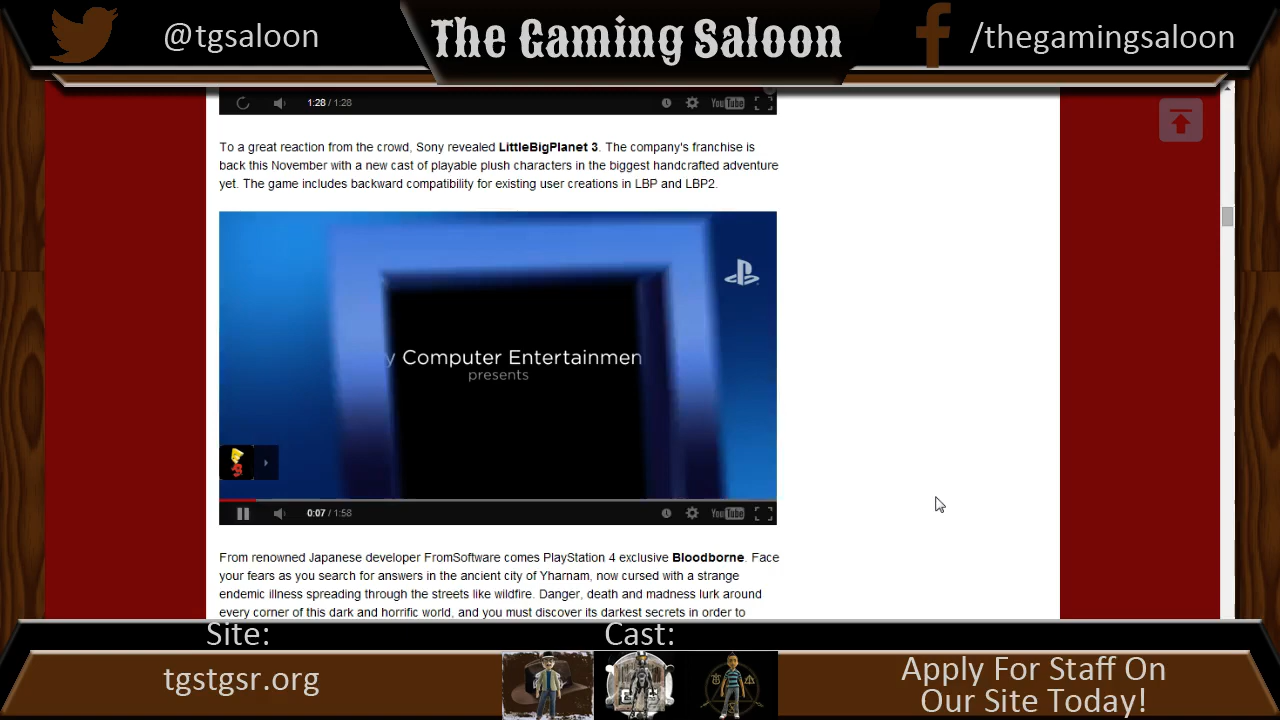 @tgsaloon
The Gaming Saloon
/thegamingsaloon
1:28 / 1:28
YouTube
To a great reaction from the crowd, Sony revealed LittleBigPlanet 3. The company's franchise is
back this November with a new cast of playable plush characters in the biggest handcrafted adventure
yet. The game includes backward compatibility for existing user creations in LBP and LBP2.
y Computer Entertainmen
presents
E3
0:07 / 1:58
YouTube
From renowned Japanese developer FromSoftware comes PlayStation 4 exclusive Bloodborne. Face
your fears as you search for answers in the ancient city of Yharnam, now cursed with a strange
endemic illness spreading through the streets like wildfire. Danger, death and madness lurk around
every corner of this dark and horrific world, and you must discover its darkest secrets in order to
Site:
Cast:
tgstgsr.org
Apply For Staff On
Our Site Today!